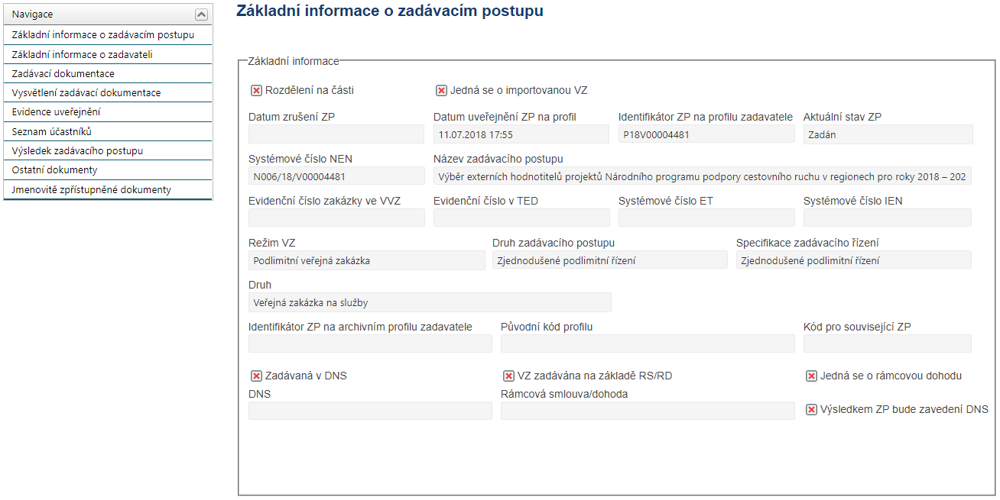 Navigace
Základní informace o zadávacím postupu
Základní informace o zadavateli
Zadávací dokumentace
Vysvětlení zadávací dokumentace
Evidence uveřejnění
Seznam účastníků
Výsledek zadávacího postupu
Ostatní dokumenty
Jmenovitě zpřístupněné dokumenty
Základní informace o zadávacím postupu
Základní informace
Rozdělení na části Jedná se o importovanou VZ
Datum zrušení ZP Datum uveřejnění ZP na profil Identifikátor ZP na profilu zadavatele Aktuální stav ZP
11.07.2018 17:55 P18V00004481 Zadán
Systémové číslo NEN Název zadávacího postupu
N006/18/V00004481 Výběr externích hodnotitelů projektů Národního programu podpory cestovního ruchu v regionech pro roky 2018 – 202
Evidenční číslo zakázky ve VVZ Evidenční číslo v TED Systémové číslo ET Systémové číslo IEN
Režim VZ Druh zadávacího postupu Specifikace zadávacího řízení
Podlimitní veřejná zakázka Zjednodušené podlimitní řízení Zjednodušené podlimitní řízení
Druh
Veřejná zakázka na služby
Identifikátor ZP na archivním profilu zadavatele Původní kód profilu Kód pro související ZP
Zadávaná v DNS VZ zadávána na základě RS/RD Jedná se o rámcovou dohodu
DNS Rámcová smlouva/dohoda
Výsledkem ZP bude zavedení DNS